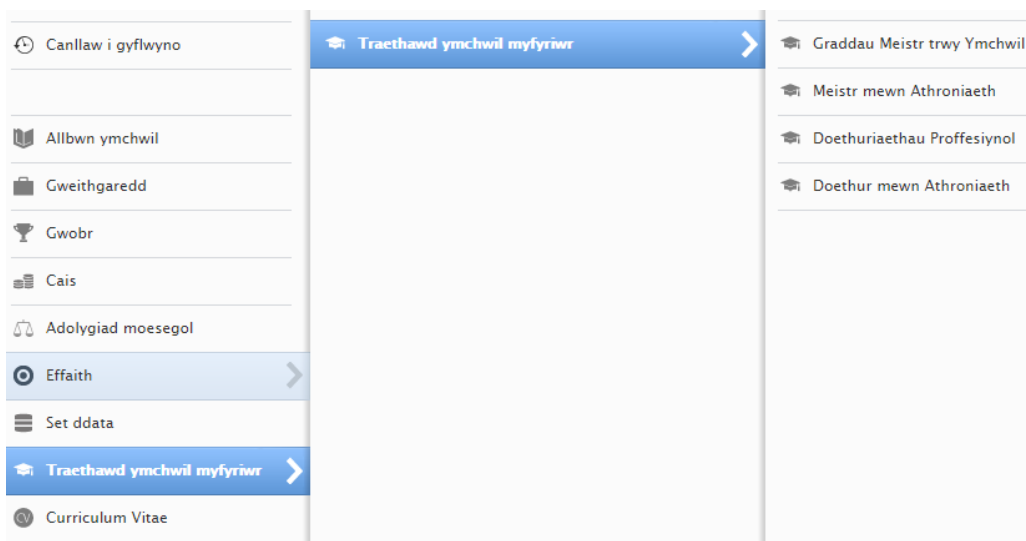 Canllaw i gyflwyno
Allbwn ymchwil
Gweithgaredd
Gwobr
Cais
Adolygiad moesegol
Effaith
Set ddata
Traethawd ymchwil myfyriwr
CV Curriculum Vitae
Traethawd ymchwil myfyriwr
Graddau Meistr trwy Ymchwil
Meistr mewn Athroniaeth
Doethuriaethau Proffesiynol
Doethur mewn Athroniaeth